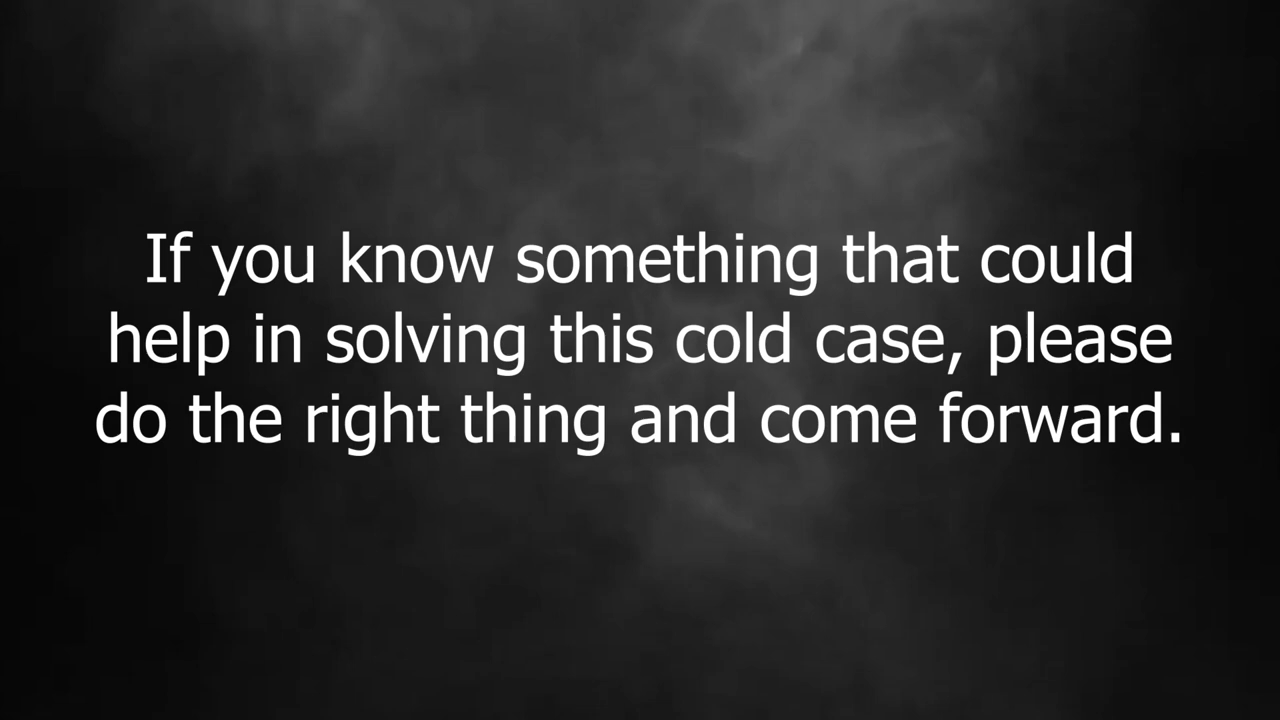 If you know something that could
help in solving this cold case, please
do the right thing and come forward.